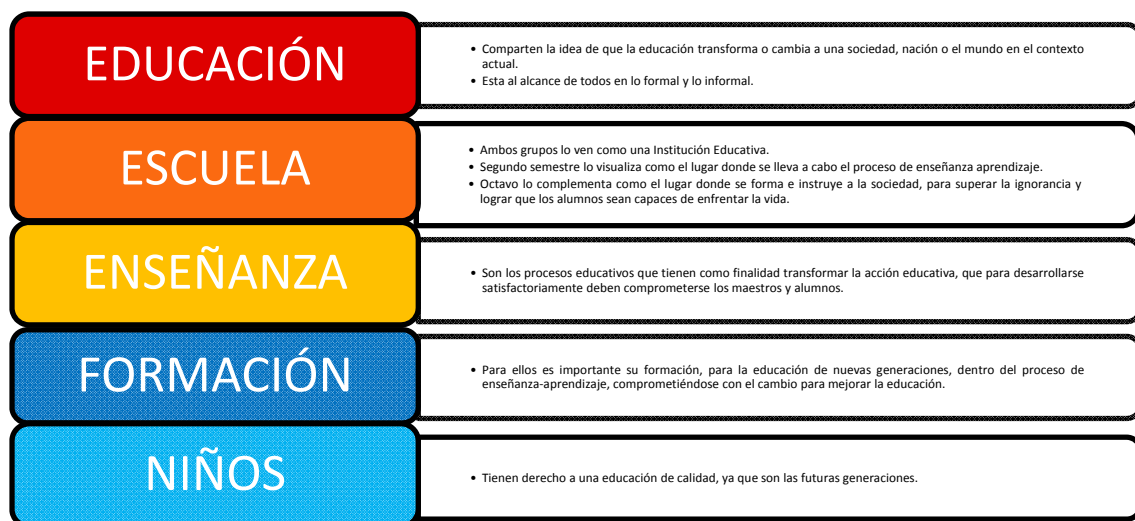 EDUCACIÓN
• Comparten la idea de que la educación transforma o cambia a una sociedad, nación o el mundo en el contexto
actual.
• Esta al alcance de todos en lo formal y lo informal.
ESCUELA
• Ambos grupos lo ven como una Institución Educativa.
• Segundo semestre lo visualiza como el lugar donde se lleva a cabo el proceso de enseñanza aprendizaje.
• Octavo lo complementa como el lugar donde se forma e instruye a la sociedad, para superar la ignorancia y
lograr que los alumnos sean capaces de enfrentar la vida.
ENSEÑANZA
• Son los procesos educativos que tienen como finalidad transformar la acción educativa, que para desarrollarse
satisfactoriamente deben comprometerse los maestros y alumnos.
FORMACIÓN
• Para ellos es importante su formación, para la educación de nuevas generaciones, dentro del proceso de
enseñanza-aprendizaje, comprometiéndose con el cambio para mejorar la educación.
NIÑOS
• Tienen derecho a una educación de calidad, ya que son las futuras generaciones.